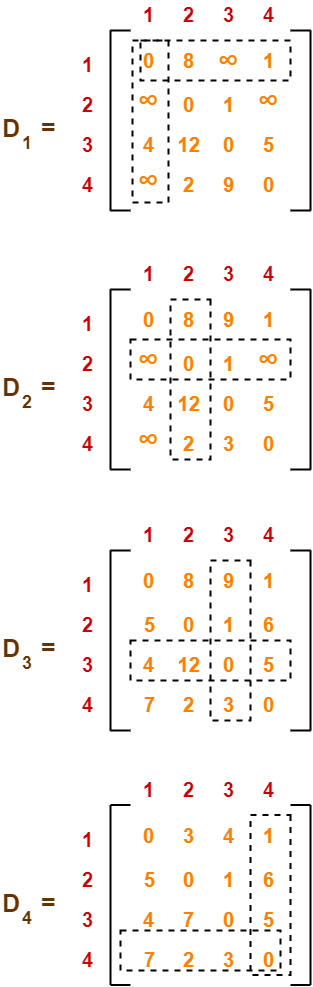 1 2 3 4
1 0 8 ∞ 1
2 ∞ 0 1 ∞
D1 =
3 4 12 0 5
4 ∞ 2 9 0
1 2 3 4
1 0 8 9 1
2 ∞ 0 1 ∞
D2 =
3 4 12 0 5
4 ∞ 2 3 0
1 2 3 4
1 0 8 9 1
2 5 0 1 6
D3 =
3 4 12 0 5
4 7 2 3 0
1 2 3 4
1 0 3 4 1
2 5 0 1 6
D4 =
3 4 7 0 5
4 7 2 3 0